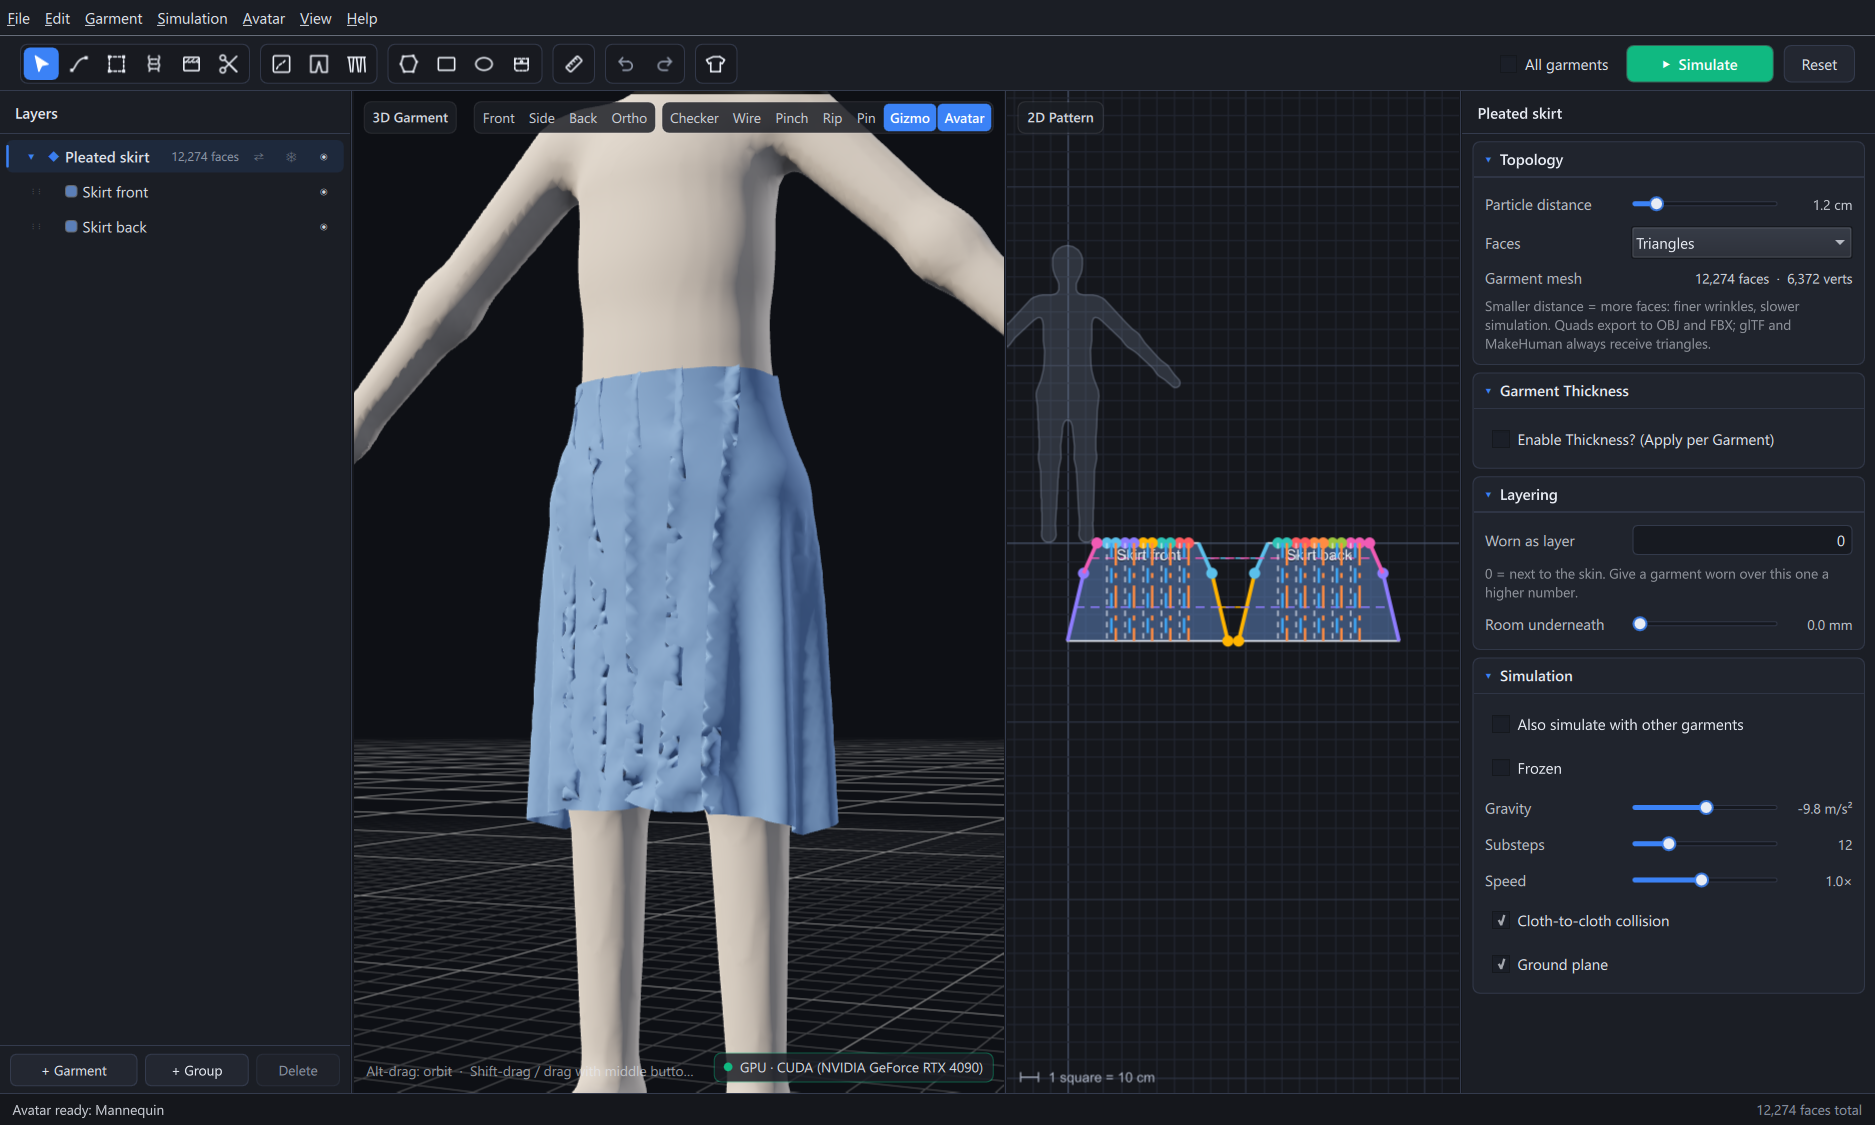 File Edit Garment Simulation Avatar View Help
All garments
Simulate
Reset
Layers
Pleated skirt 12,274 faces
Skirt front
Skirt back
+ Garment
+ Group
Delete
3D Garment
Front Side Back Ortho
Checker Wire Pinch Rip Pin Gizmo Avatar
Alt-drag: orbit · Shift-drag / drag with middle butto...
GPU · CUDA (NVIDIA GeForce RTX 4090)
2D Pattern
Skirt front
Skirt back
1 square = 10 cm
Pleated skirt
Topology
Particle distance 1.2 cm
Faces Triangles
Garment mesh 12,274 faces · 6,372 verts
Smaller distance = more faces: finer wrinkles, slower
simulation. Quads export to OBJ and FBX; glTF and
MakeHuman always receive triangles.
Garment Thickness
Enable Thickness? (Apply per Garment)
Layering
Worn as layer 0
0 = next to the skin. Give a garment worn over this one a
higher number.
Room underneath 0.0 mm
Simulation
Also simulate with other garments
Frozen
Gravity -9.8 m/s²
Substeps 12
Speed 1.0×
Cloth-to-cloth collision
Ground plane
Avatar ready: Mannequin
12,274 faces total